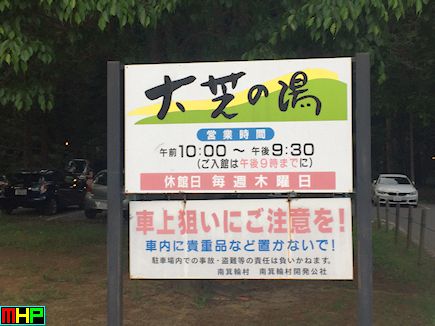 大芝の湯
営業時間
午前10:00～午後9:30
(ご入館は午後9時までに)
休館日 毎週木曜日
車上狙いにご注意を!
車内に貴重品など置かないで!
駐車場内での事故・盗難等の責任は負いかねます。
南箕輪村 南箕輪村開発公社
MHP